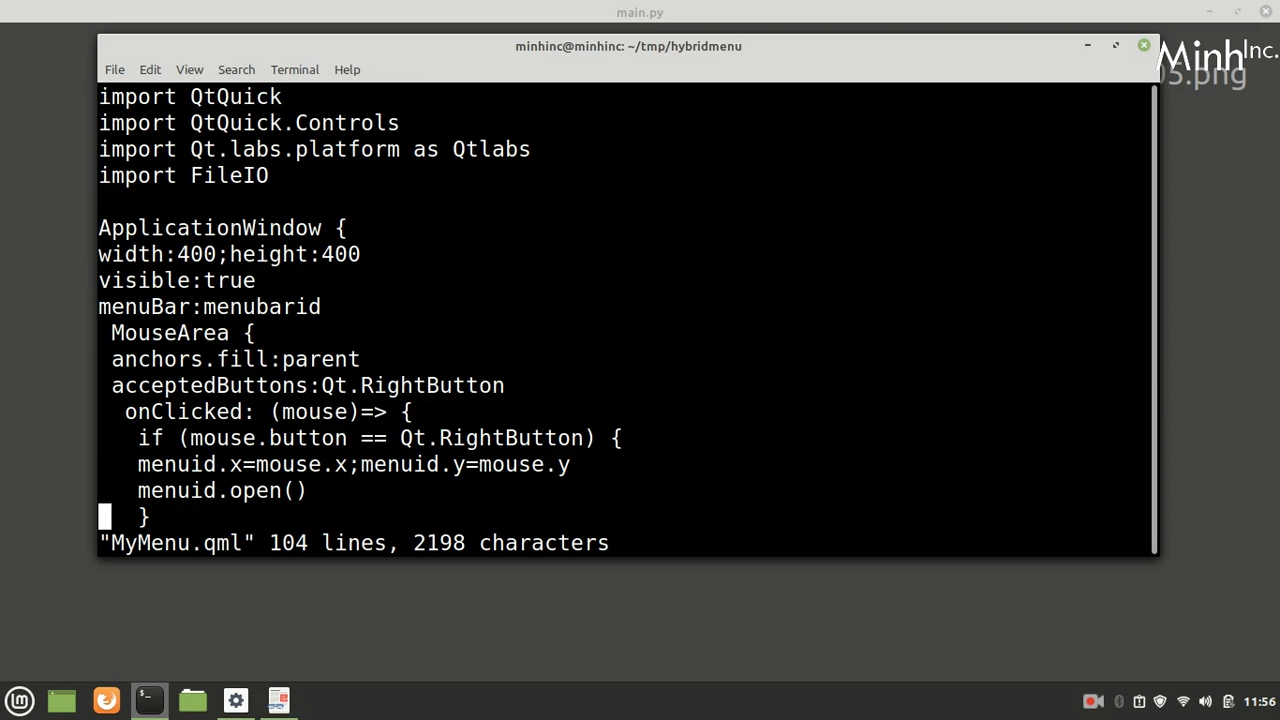 main.py
minhinc@minhinc: ~/tmp/hybridmenu
Minh Inc.
05.png
File Edit View Search Terminal Help
import QtQuick
import QtQuick.Controls
import Qt.labs.platform as Qtlabs
import FileIO
ApplicationWindow {
width:400;height:400
visible:true
menuBar:menubarid
MouseArea {
anchors.fill:parent
acceptedButtons:Qt.RightButton
onClicked: (mouse)=> {
if (mouse.button == Qt.RightButton) {
menuid.x=mouse.x;menuid.y=mouse.y
menuid.open()
}
"MyMenu.qml" 104 lines, 2198 characters
11:56